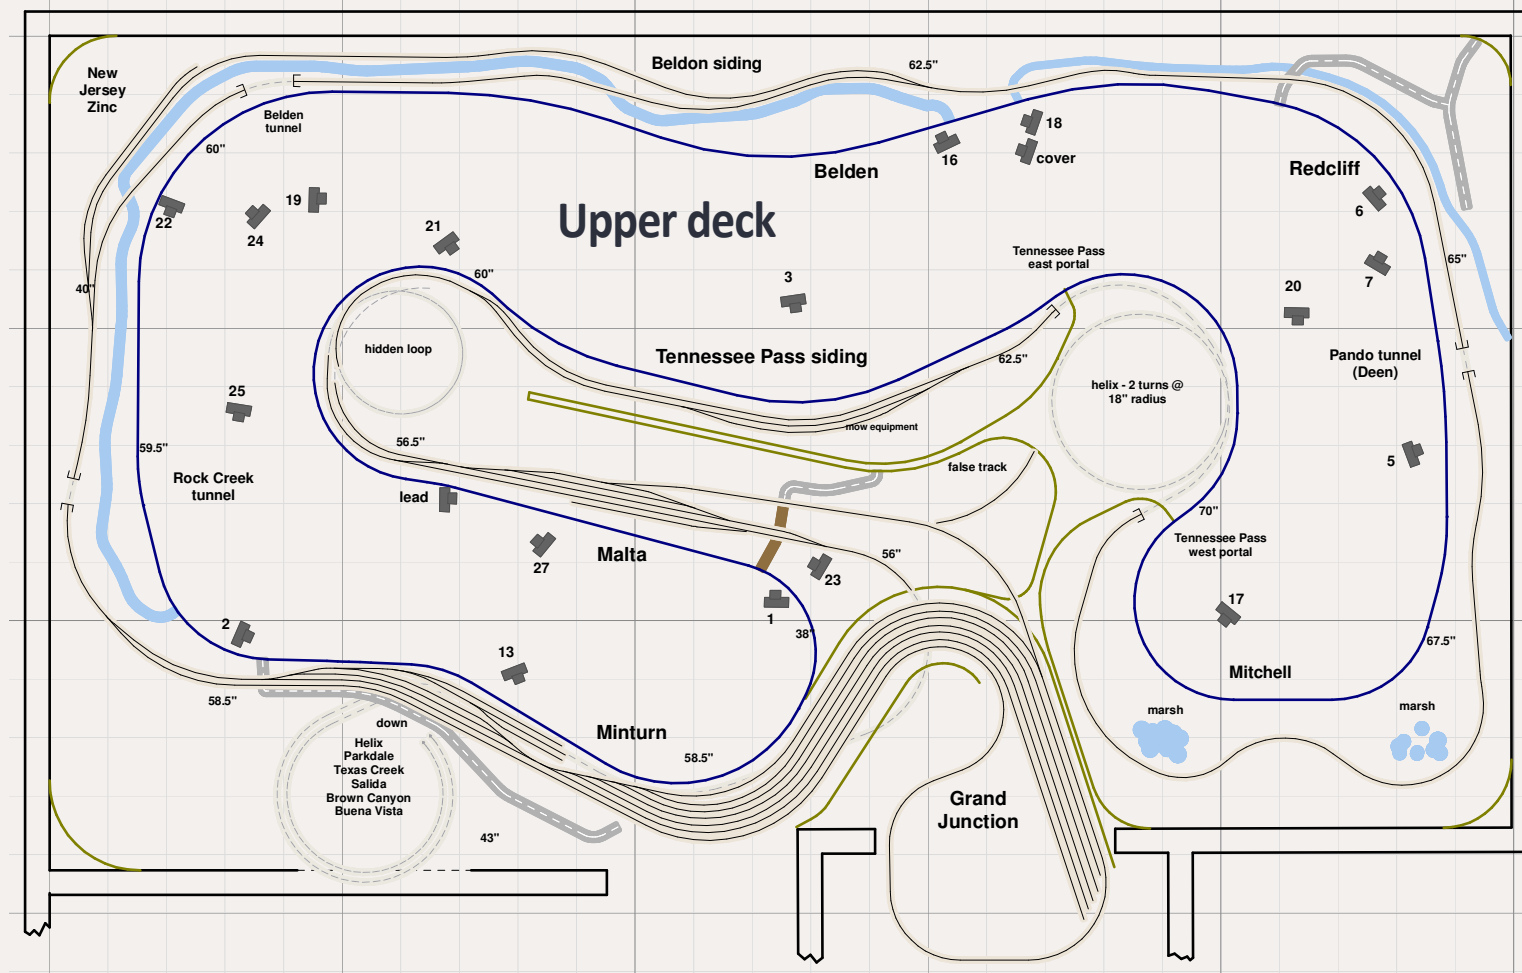 New
Jersey
Zinc
Beldon siding
62.5"
Belden
tunnel
60"
18
cover
16
Belden
Redcliff
6
22
24
19
21
Upper deck
Tennessee Pass
east portal
3
60"
40"
20
7
65"
hidden loop
Tennessee Pass siding
62.5"
Pando tunnel
(Deen)
helix - 2 turns @
18" radius
25
mow equipment
56.5"
59.5"
false track
5
Rock Creek
tunnel
lead
27
Malta
56"
23
70"
Tennessee Pass
west portal
1
38"
17
2
13
67.5"
Mitchell
58.5"
down
Minturn
marsh
marsh
58.5"
Helix
Parkdale
Texas Creek
Salida
Brown Canyon
Buena Vista
43"
Grand
Junction